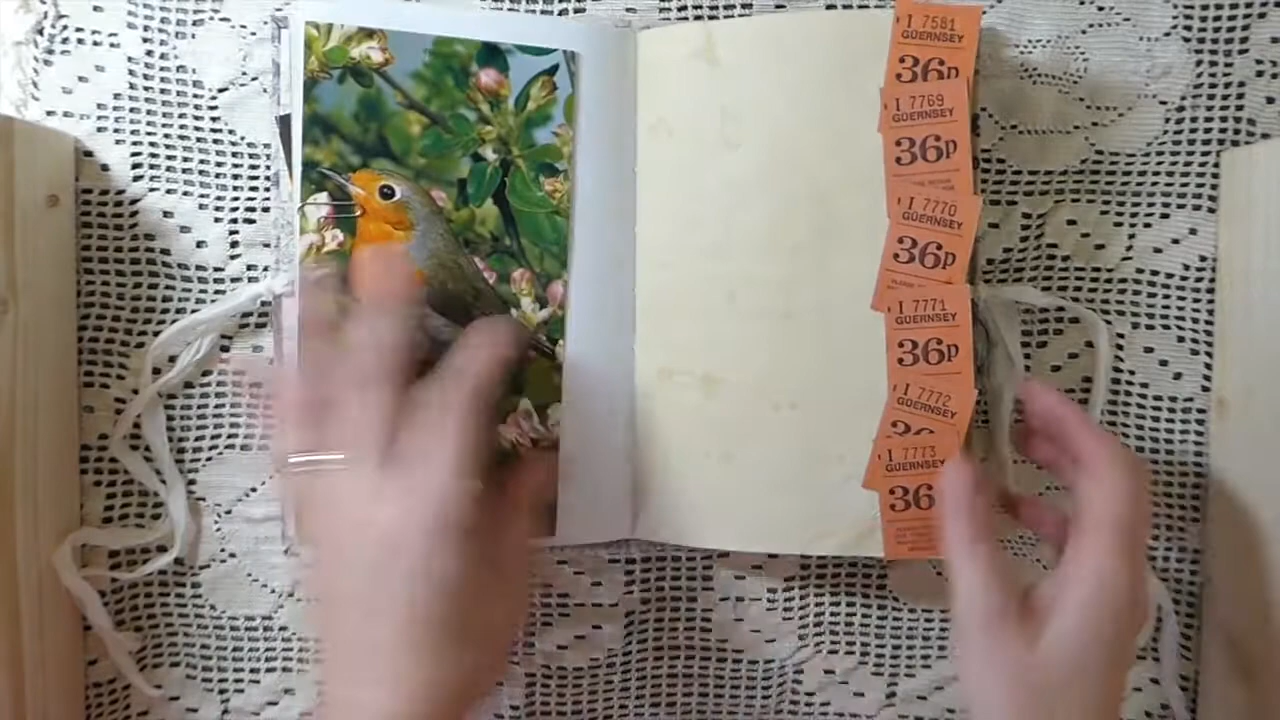 I 7581
GUERNSEY
36p
I 7769
GUERNSEY
36p
I 7770
GUERNSEY
36p
I 7771
GUERNSEY
36p
I 7772
GUERNSEY
I 7773
GUERNSEY
36